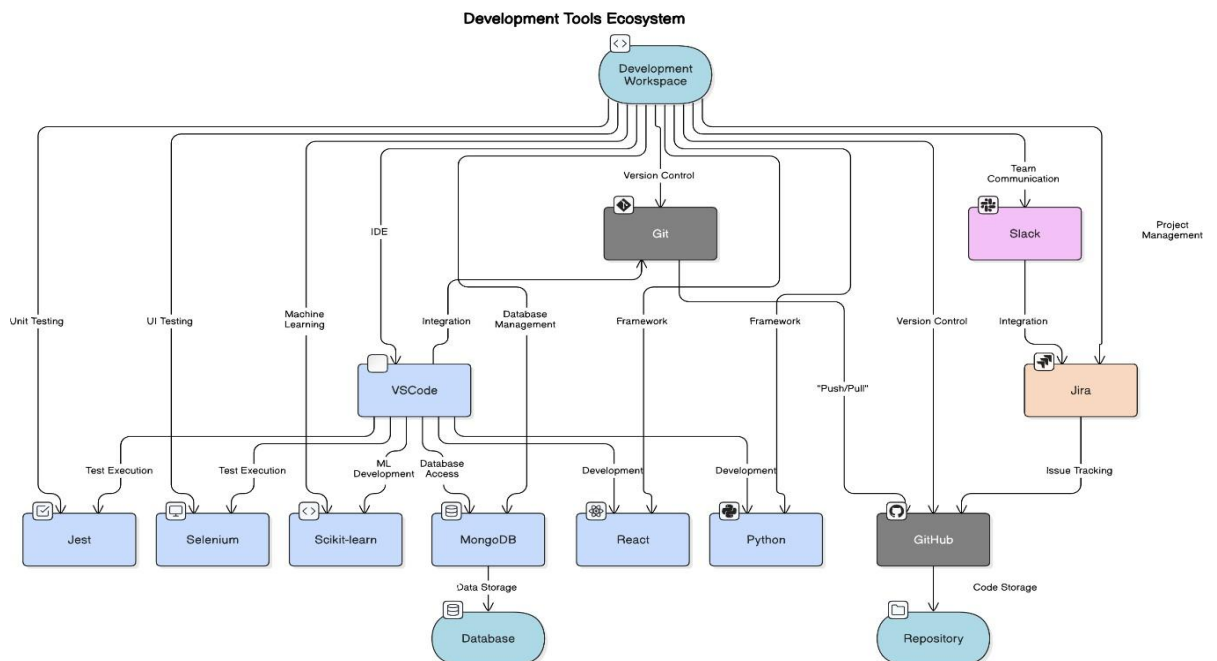 Development Tools Ecosystem
Development
Workspace
Version Control
Team
Communication
Git
Slack
IDE
Project
Management
Unit Testing
UI Testing
Machine
Learning
Integration
Database
Management
Framework
Framework
Version Control
Integration
VSCode
"Push/Pull"
Jira
Test Execution
Test Execution
ML
Development
Database
Access
Development
Development
Issue Tracking
Jest
Selenium
Scikit-learn
MongoDB
React
Python
GitHub
Data Storage
Code Storage
Database
Repository